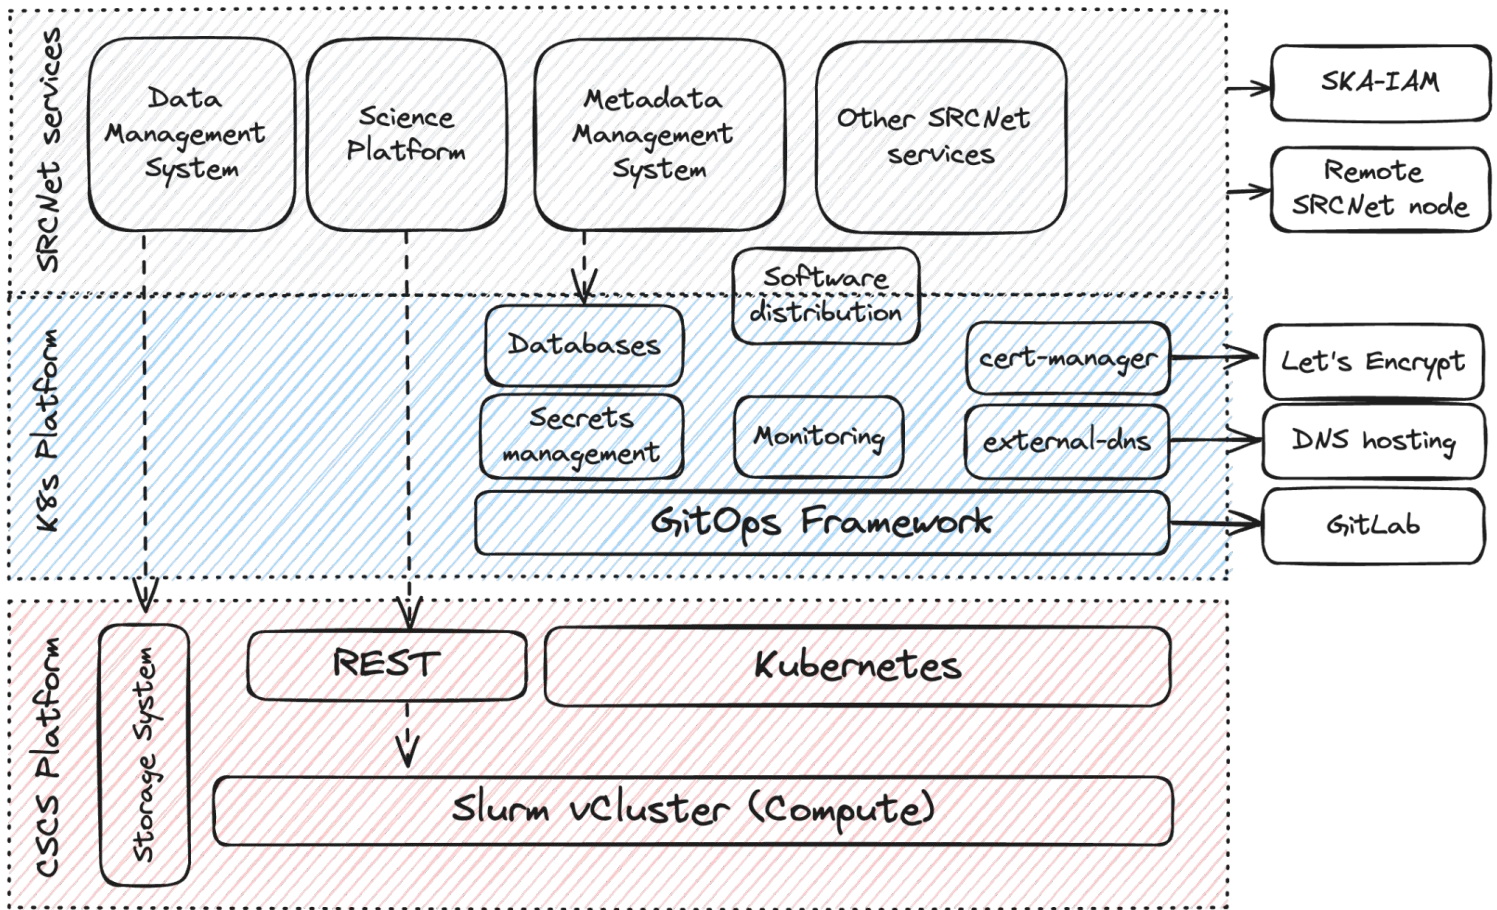 SRCNet services
Data
Management
System
Science
Platform
Metadata
Management
System
Other SRCNet
services
SKA-IAM
Remote
SRCNet node
Software
distribution
K8s Platform
Databases
cert-manager
Let's Encrypt
Secrets
management
Monitoring
external-dns
DNS hosting
GitOps Framework
GitLab
CSCS Platform
Storage System
REST
Kubernetes
Slurm vCluster (Compute)